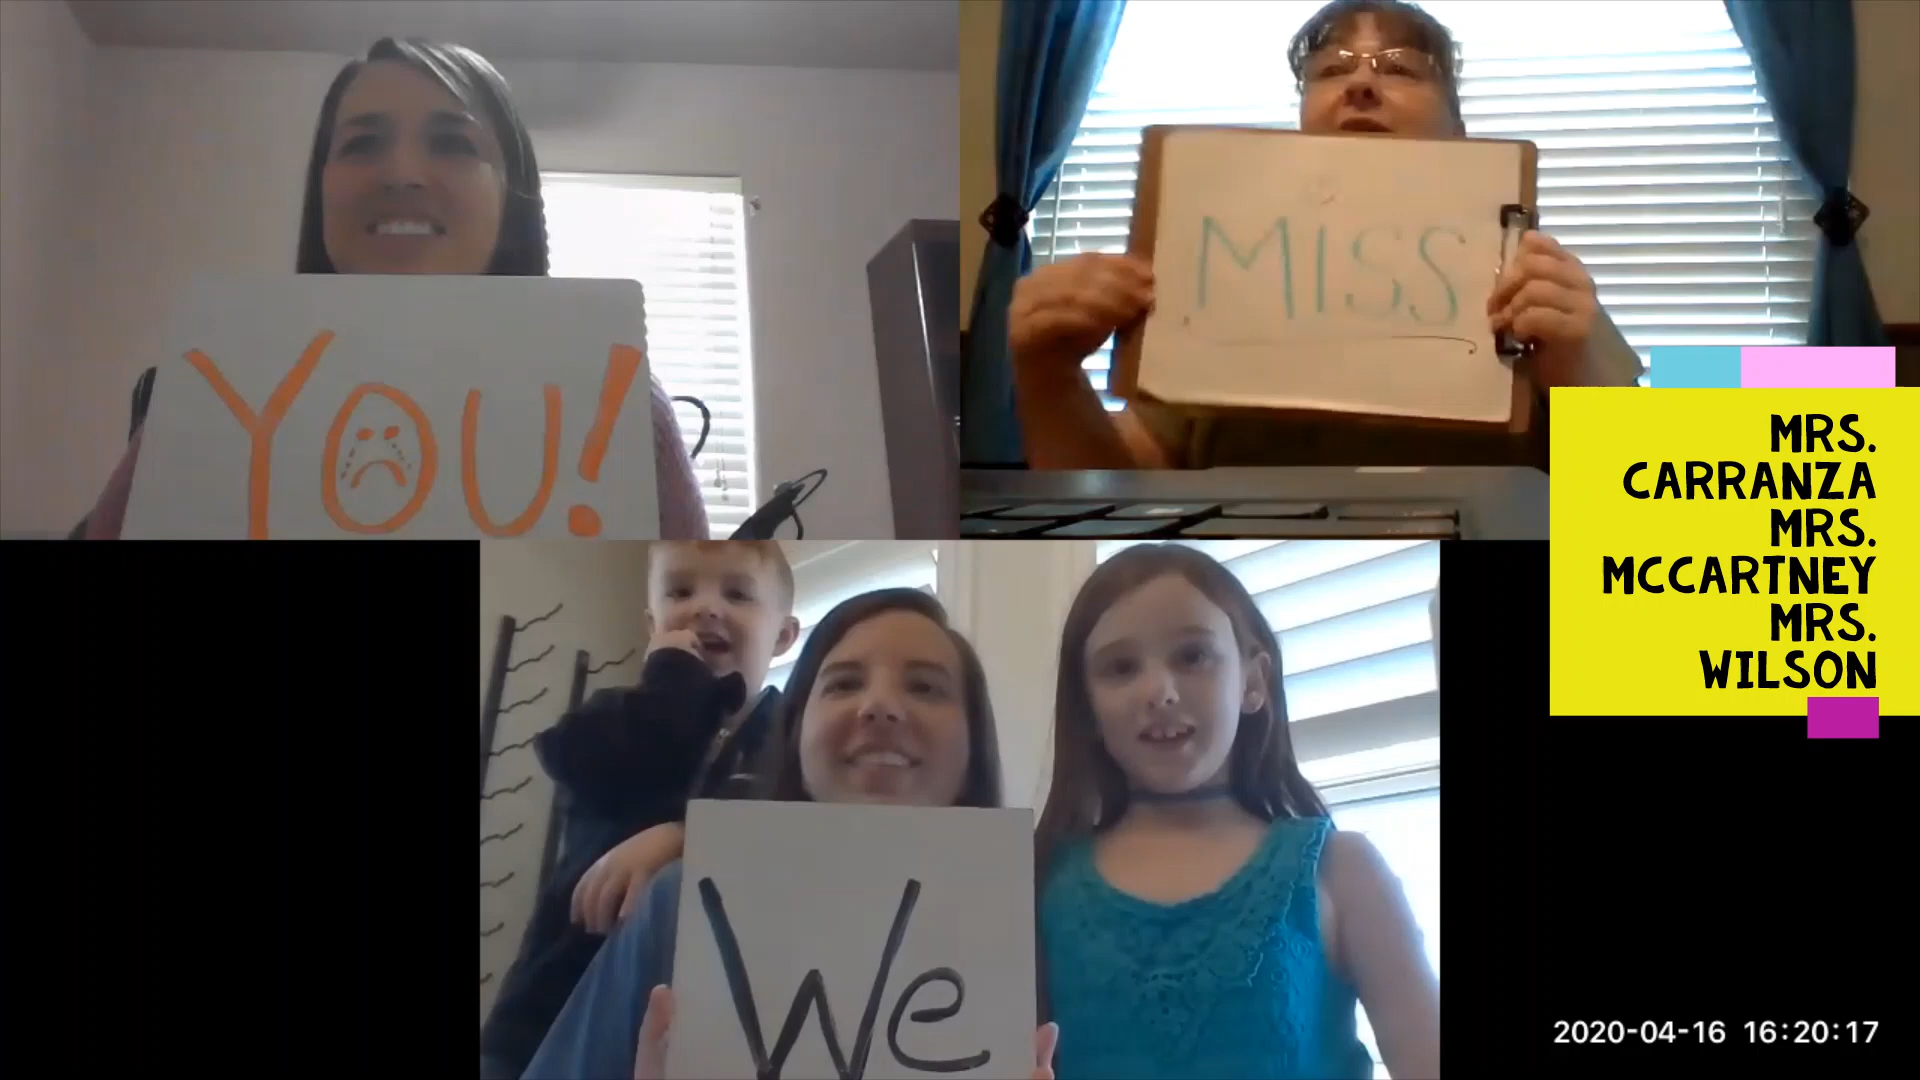 YOU!
MISS
We
MRS.
CARRANZA
MRS.
MCCARTNEY
MRS.
WILSON
2020-04-16 16:20:17